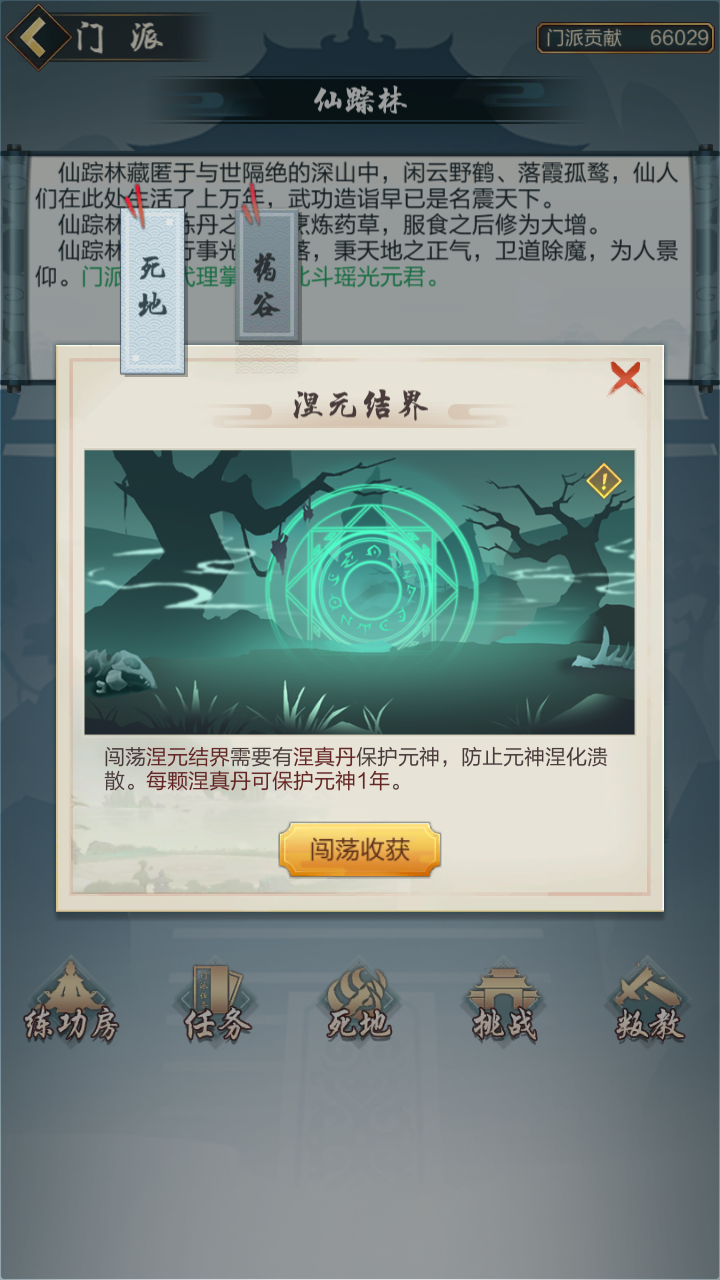 门 派
门派贡献 66029
仙踪林
仙踪林藏匿于与世隔绝的深山中，闲云野鹤、落霞孤鹜，仙人
们在此处生活了上万年，武功造诣早已是名震天下。
仙踪林 炼丹之 烹炼药草，服食之后修为大增。
仙踪林 行事光 落，秉天地之正气，卫道除魔，为人景
仰。门派 代理掌 北斗瑶光元君。
死地
药谷
涅元结界
闯荡涅元结界需要有涅真丹保护元神，防止元神涅化溃
散。每颗涅真丹可保护元神1年。
闯荡收获
练功房
任务
死地
挑战
叛教